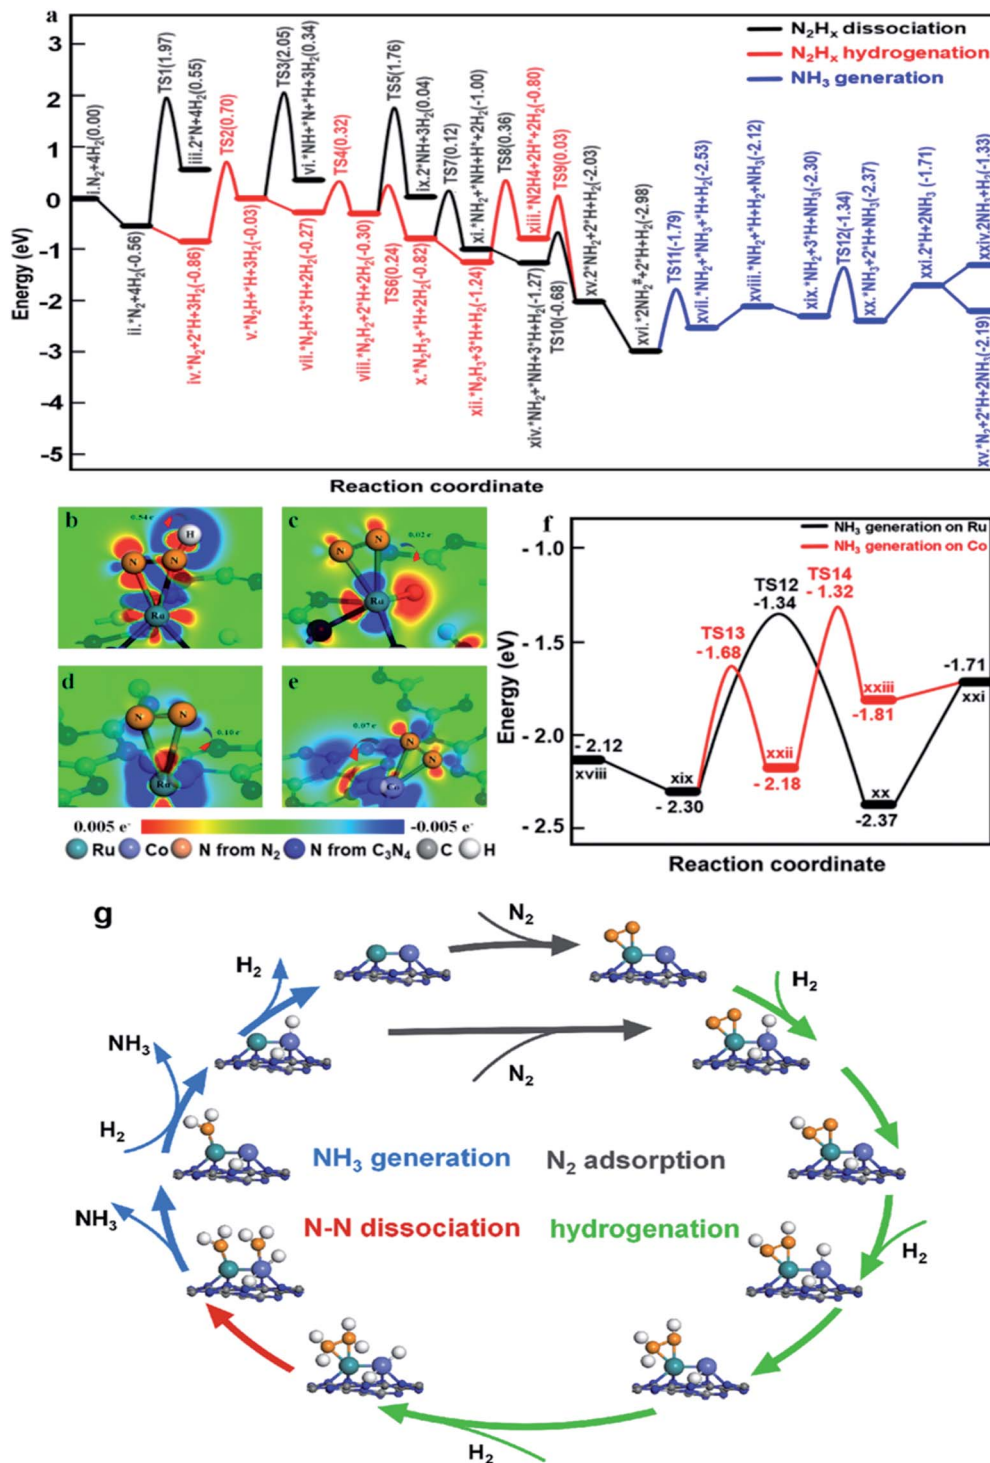 a
3
2
1
0
-1
-2
-3
-4
-5
Energy (eV)
Reaction coordinate
N₂Hₓ dissociation
N₂Hₓ hydrogenation
NH₃ generation
i.N₂+4H₂(0.00)
ii.*N₂+4H₂(-0.56)
TS1(1.97)
iii.2*N+4H₂(0.55)
iv.*N₂+2*H+3H₂(-0.86)
TS2(0.70)
v.*N₂H+*H+3H₂(-0.03)
TS3(2.05)
vi.*NH+*N+*H+3H₂(0.34)
vii.*N₂H+3*H+2H₂(-0.27)
TS4(0.32)
viii.*N₂H₂+2*H+2H₂(-0.30)
TS5(1.76)
ix.2*NH+3H₂(0.04)
TS6(0.24)
x.*N₂H₃+*H+2H₂(-0.82)
TS7(0.12)
xi.*NH₂+*NH+H*+2H₂(-1.00)
xii.*N₂H₃+3*H+H₂(-1.24)
TS8(0.36)
xiii.*N2H4+2H*+2H₂(-0.80)
xiv.*NH₂+*NH+3*H+H₂(-1.27)
TS9(0.03)
TS10(-0.68)
xv.2*NH₂+2*H+H₂(-2.03)
xvi.*2NH₂#+2*H+H₂(-2.98)
TS11(-1.79)
xvii.*NH₂+*NH₃+*H+H₂(-2.53)
xviii.*NH₂+*H+H₂+NH₃(-2.12)
xix.*NH₂+3*H+NH₃(-2.30)
TS12(-1.34)
xx.*NH₃+2*H+NH₃(-2.37)
xxi.2*H+2NH₃ (-1.71)
xxiv.2NH₃+H₂(-1.33)
xv.*N₂+2*H+2NH₃(-2.19)
b
0.54 e⁻
H
N
N
Ru
c
0.02 e⁻
N
N
Ru
d
N
N
0.10 e⁻
Ru
e
0.07 e⁻
N
N
Co
0.005 e⁻
-0.005 e⁻
Ru Co N from N₂ N from C₃N₄ C H
f
NH₃ generation on Ru
NH₃ generation on Co
- 1.0
- 1.5
- 2.0
- 2.5
Energy (eV)
Reaction coordinate
TS12
-1.34
TS14
- 1.32
TS13
- 1.68
- 2.12
xviii
xix
- 2.30
xxii
- 2.18
xxiii
-1.81
xx
-2.37
-1.71
xxi
g
N₂
H₂
H₂
NH₃
N₂
H₂
NH₃ generation
N₂ adsorption
NH₃
N-N dissociation
hydrogenation
H₂
H₂